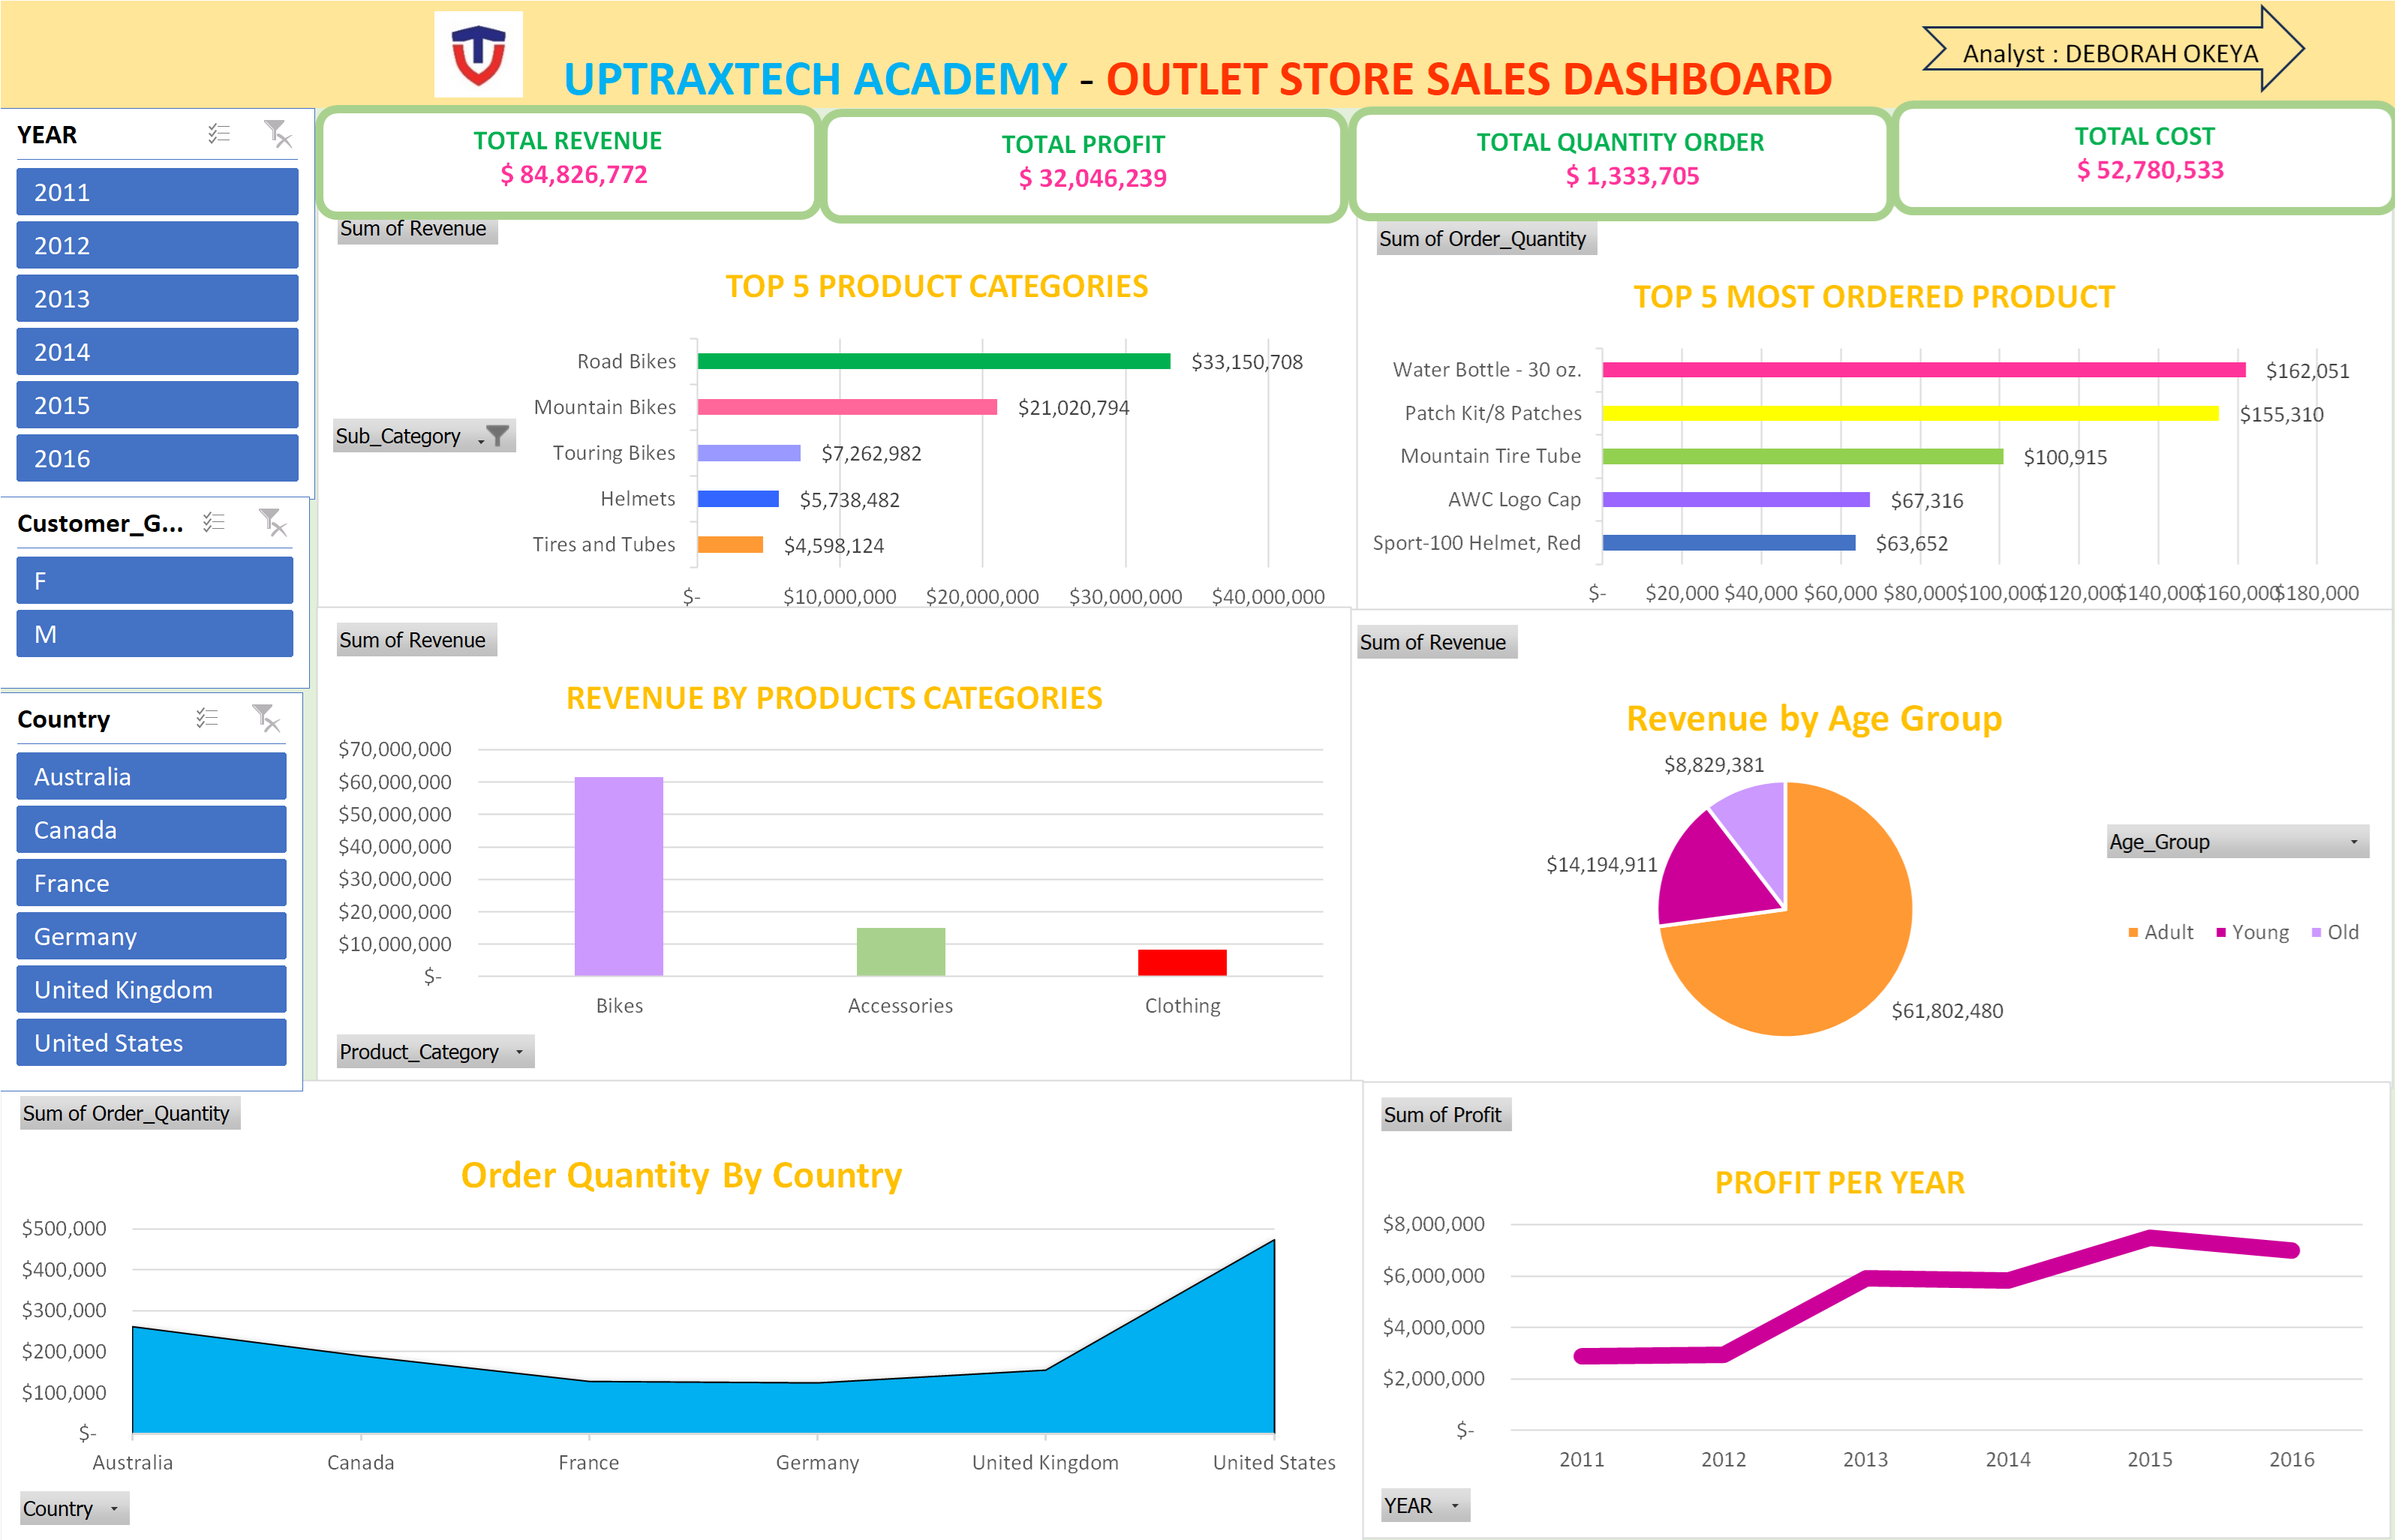 UPTRAXTECH ACADEMY - OUTLET STORE SALES DASHBOARD
Analyst : DEBORAH OKEYA
YEAR
2011
2012
2013
2014
2015
2016
Customer_G...
F
M
Country
Australia
Canada
France
Germany
United Kingdom
United States
TOTAL REVENUE
$ 84,826,772
TOTAL PROFIT
$ 32,046,239
TOTAL QUANTITY ORDER
$ 1,333,705
TOTAL COST
$ 52,780,533
Sum of Revenue
TOP 5 PRODUCT CATEGORIES
Sub_Category
Road Bikes $33,150,708
Mountain Bikes $21,020,794
Touring Bikes $7,262,982
Helmets $5,738,482
Tires and Tubes $4,598,124
$- $10,000,000 $20,000,000 $30,000,000 $40,000,000
Sum of Order_Quantity
TOP 5 MOST ORDERED PRODUCT
Water Bottle - 30 oz. $162,051
Patch Kit/8 Patches $155,310
Mountain Tire Tube $100,915
AWC Logo Cap $67,316
Sport-100 Helmet, Red $63,652
$- $20,000 $40,000 $60,000 $80,000 $100,000 $120,000 $140,000 $160,000 $180,000
Sum of Revenue
REVENUE BY PRODUCTS CATEGORIES
$70,000,000
$60,000,000
$50,000,000
$40,000,000
$30,000,000
$20,000,000
$10,000,000
$-
Bikes Accessories Clothing
Product_Category
Sum of Revenue
Revenue by Age Group
$8,829,381
$14,194,911
$61,802,480
Age_Group
Adult Young Old
Sum of Order_Quantity
Order Quantity By Country
$500,000
$400,000
$300,000
$200,000
$100,000
$-
Australia Canada France Germany United Kingdom United States
Country
Sum of Profit
PROFIT PER YEAR
$8,000,000
$6,000,000
$4,000,000
$2,000,000
$-
2011 2012 2013 2014 2015 2016
YEAR